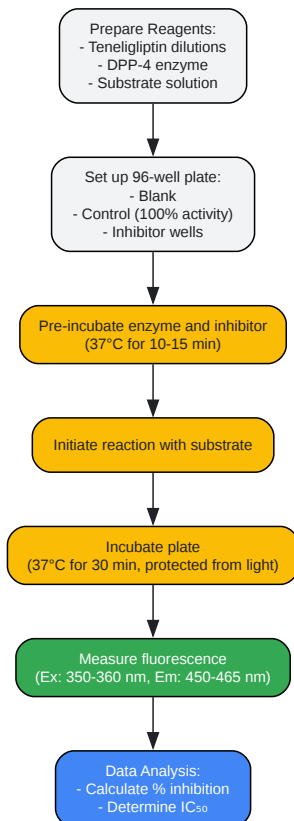 Prepare Reagents:
- Teneligliptin dilutions
- DPP-4 enzyme
- Substrate solution
Set up 96-well plate:
- Blank
- Control (100% activity)
- Inhibitor wells
Pre-incubate enzyme and inhibitor
(37°C for 10-15 min)
Initiate reaction with substrate
Incubate plate
(37°C for 30 min, protected from light)
Measure fluorescence
(Ex: 350-360 nm, Em: 450-465 nm)
Data Analysis:
- Calculate % inhibition
- Determine IC₅₀